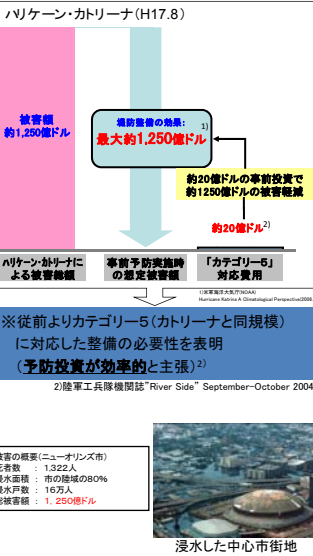 ハリケーン・カトリーナ(H17.8)
被害額
約1,250億ドル
堤防整備の効果:
最大約1,250億ドル
1)
約20億ドルの事前投資で
約1250億ドルの被害軽減
約20億ドル2)
ハリケーン・カトリーナに
よる被害総額
事前予防実施時
の想定被害額
「カテゴリー5」
対応費用
1)米軍海洋大気庁(NOAA)
Hurricane Katrina A Climatological Perspective(2006.
※従前よりカテゴリー5(カトリーナと同規模)
に対応した整備の必要性を表明
(予防投資が効率的と主張)2)
2)陸軍工兵隊機関誌"River Side" September-October 2004
被害の概要(ニューオリンズ市)
死者数 : 1,322人
浸水面積 : 市の陸域の80%
浸水戸数 : 16万人
総被害額 : 1, 250億ドル
浸水した中心市街地